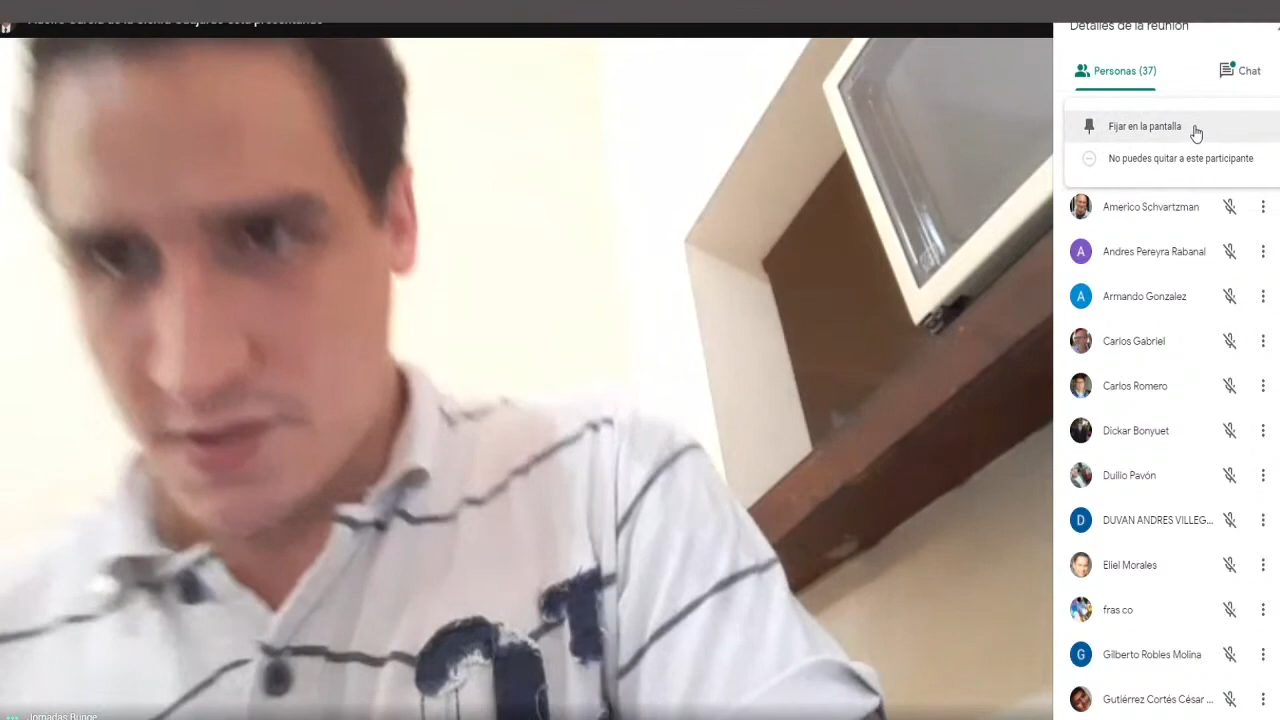 Detalles de la reunión
Personas (37)
Chat
Fijar en la pantalla
No puedes quitar a este participante
Americo Schvartzman
A
Andres Pereyra Rabanal
A
Armando Gonzalez
Carlos Gabriel
Carlos Romero
Dickar Bonyuet
Duilio Pavón
D
DUVAN ANDRES VILLEG...
Eliel Morales
fras co
G
Gilberto Robles Molina
Gutiérrez Cortés César ...
01
Jornadas Bunge